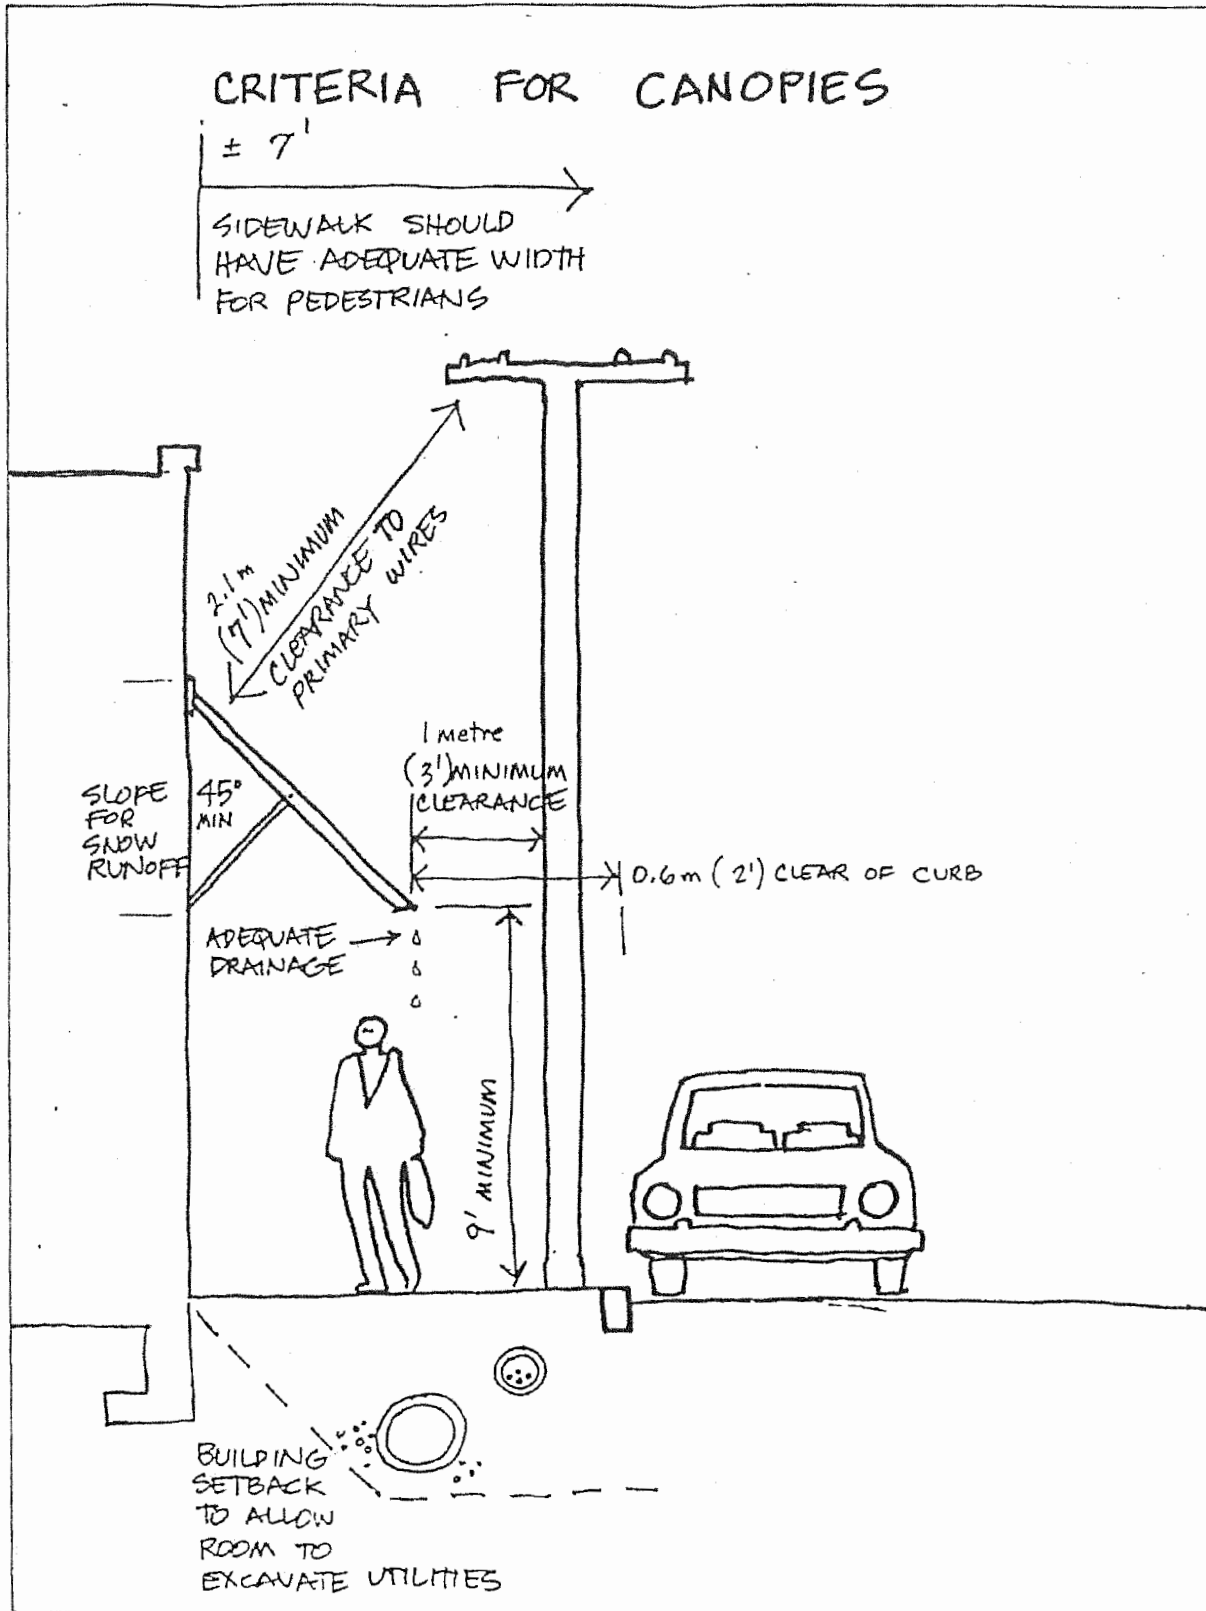 CRITERIA FOR CANOPIES
± 7'
SIDEWALK SHOULD
HAVE ADEQUATE WIDTH
FOR PEDESTRIANS
2.1 m
(7') MINIMUM
CLEARANCE TO
PRIMARY WIRES
1 metre
(3') MINIMUM
CLEARANCE
SLOPE
FOR
SNOW
RUNOFF
45°
MIN
0.6m (2') CLEAR OF CURB
ADEQUATE
DRAINAGE
9' MINIMUM
BUILDING
SETBACK
TO ALLOW
ROOM TO
EXCAVATE UTILITIES